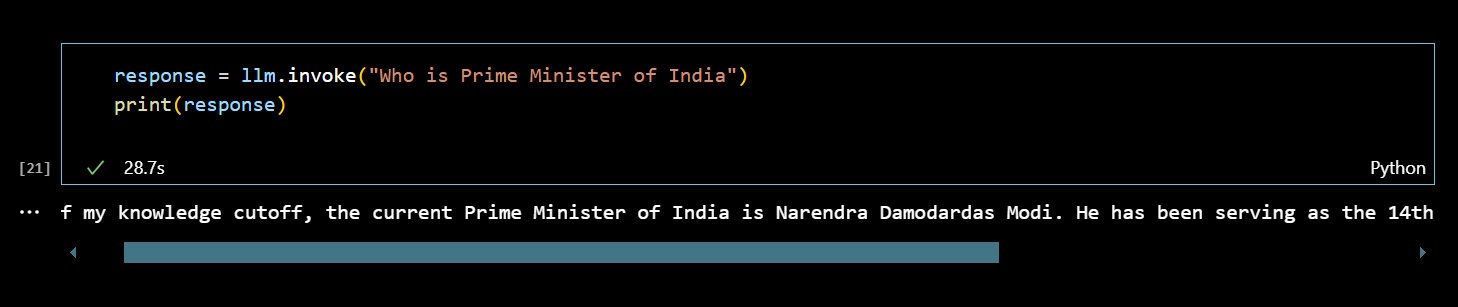 response = llm.invoke("Who is Prime Minister of India")
print(response)
[21]
28.7s
Python
... f my knowledge cutoff, the current Prime Minister of India is Narendra Damodardas Modi. He has been serving as the 14th